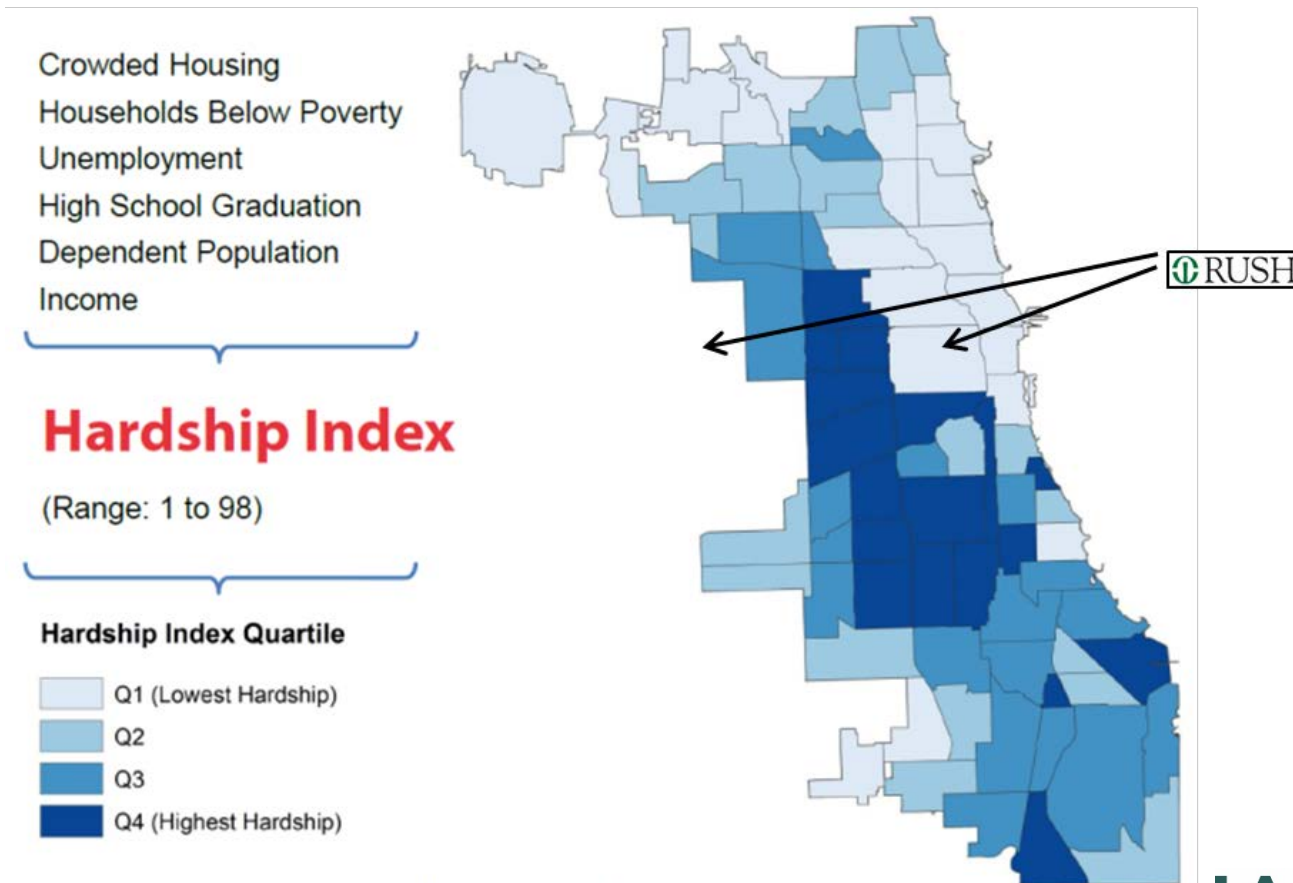 Crowded Housing
Households Below Poverty
Unemployment
High School Graduation
Dependent Population
Income
Hardship Index
(Range: 1 to 98)
Hardship Index Quartile
Q1 (Lowest Hardship)
Q2
Q3
Q4 (Highest Hardship)
RUSH